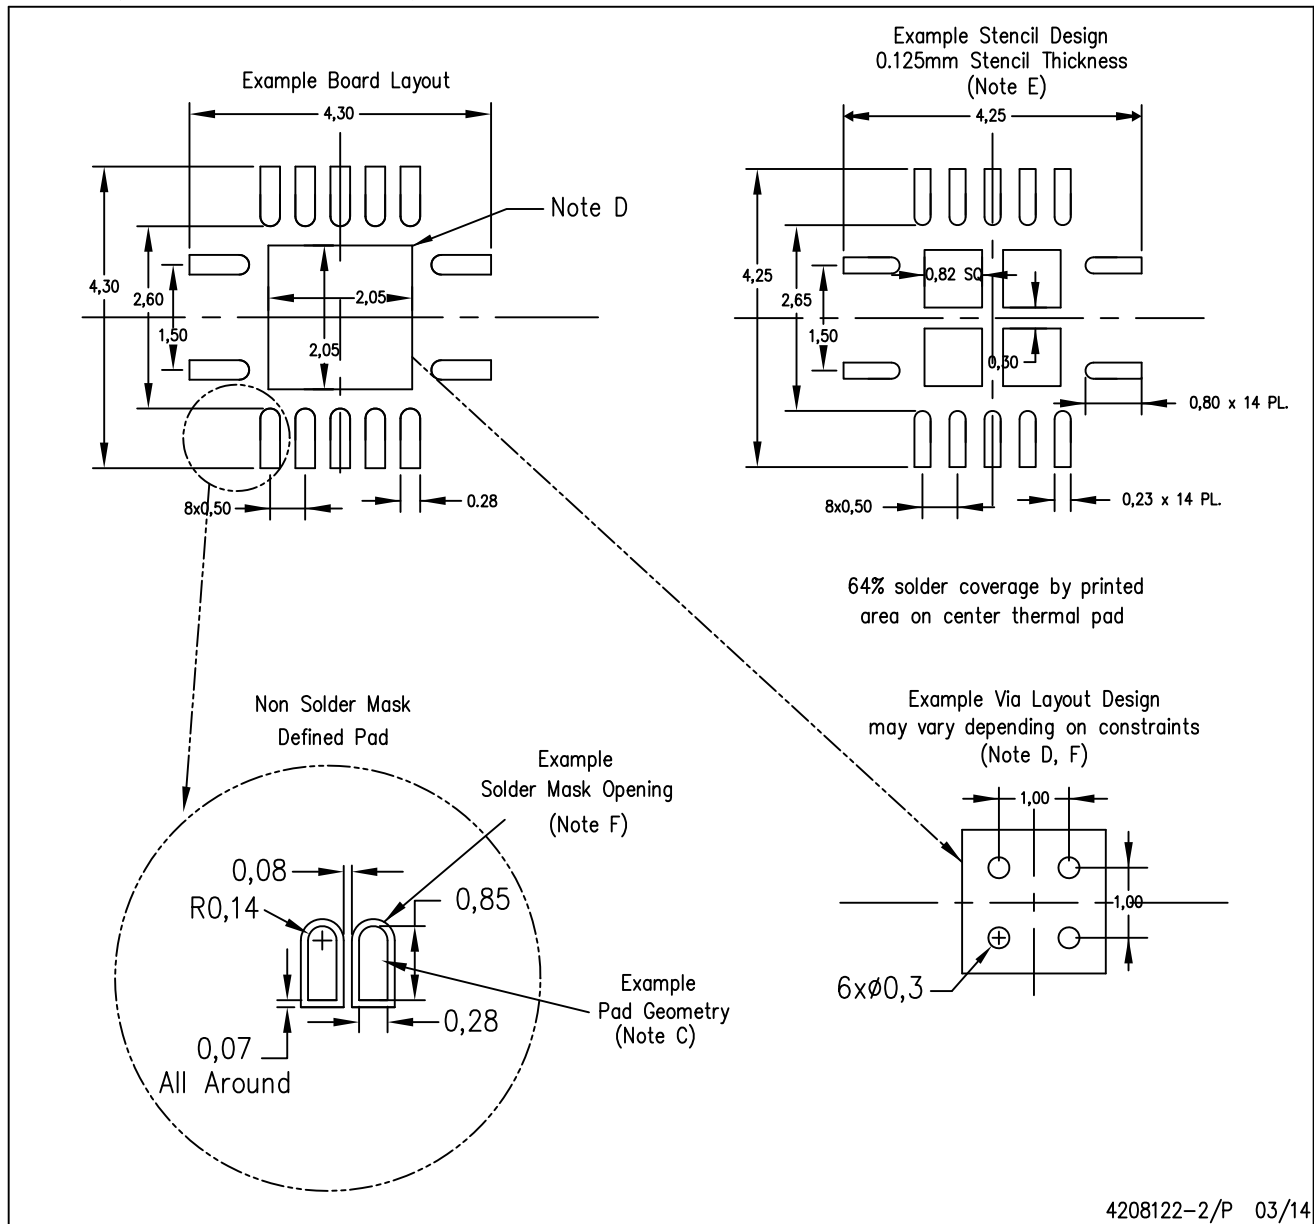 Example Board Layout
4,30
Note D
4,30
2,60
1,50
2,05
2,05
8x0,50
0.28
Example Stencil Design
0.125mm Stencil Thickness
(Note E)
4,25
4,25
2,65
1,50
0,82 SQ
0,30
0,80 x 14 PL.
8x0,50
0,23 x 14 PL.
64% solder coverage by printed
area on center thermal pad
Non Solder Mask
Defined Pad
Example
Solder Mask Opening
(Note F)
0,08
R0,14
0,85
Example
Pad Geometry
(Note C)
0,28
0,07
All Around
Example Via Layout Design
may vary depending on constraints
(Note D, F)
1,00
1,00
6xø0,3
4208122-2/P 03/14